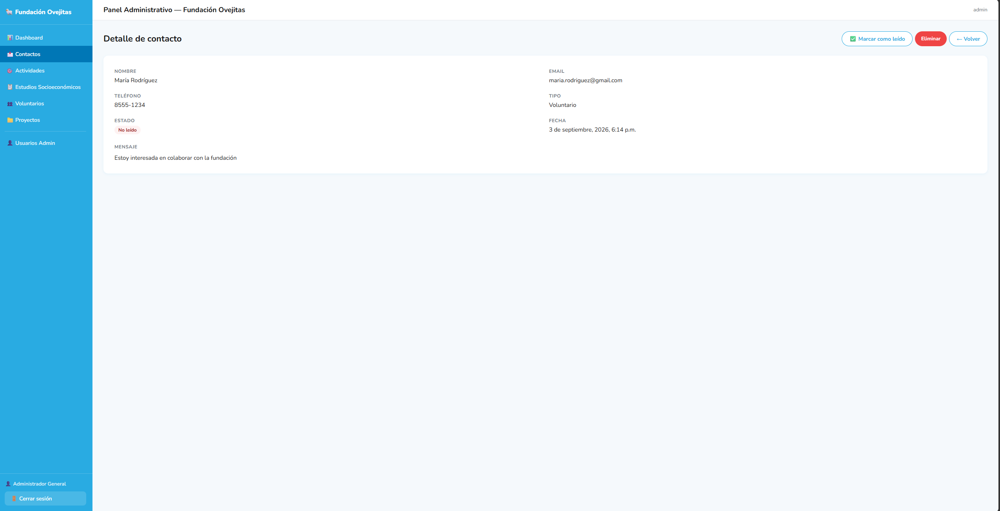 Fundación Ovejitas
Dashboard
Contactos
Actividades
Estudios Socioeconómicos
Voluntarios
Proyectos
Usuarios Admin
Administrador General
Cerrar sesión
Panel Administrativo — Fundación Ovejitas
admin
Detalle de contacto
Marcar como leído
Eliminar
← Volver
NOMBRE
María Rodríguez
EMAIL
maria.rodriguez@gmail.com
TELÉFONO
8555-1234
TIPO
Voluntario
ESTADO
No leído
FECHA
3 de septiembre, 2026, 6:14 p.m.
MENSAJE
Estoy interesada en colaborar con la fundación